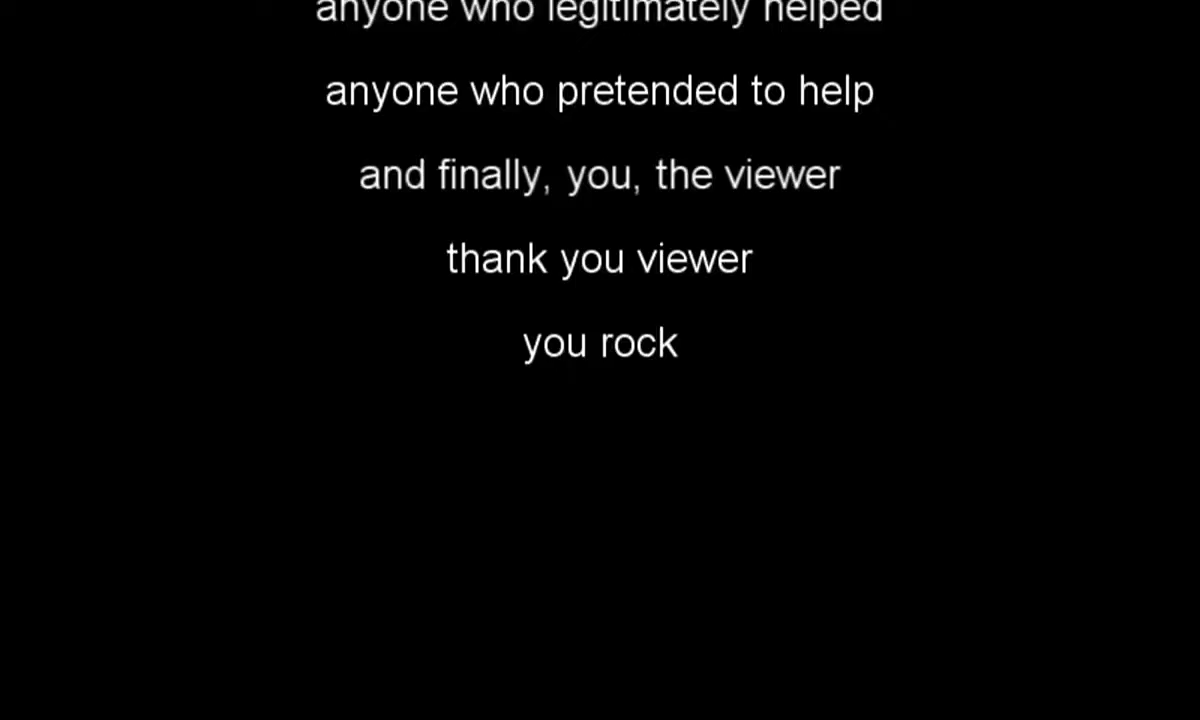 anyone who legitimately helped
anyone who pretended to help
and finally, you, the viewer
thank you viewer
you rock